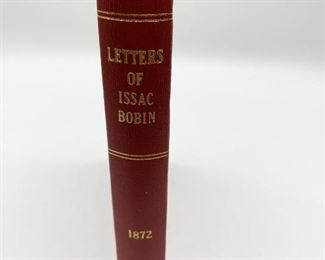 LETTERS
OF
ISSAC
BOBIN
1872